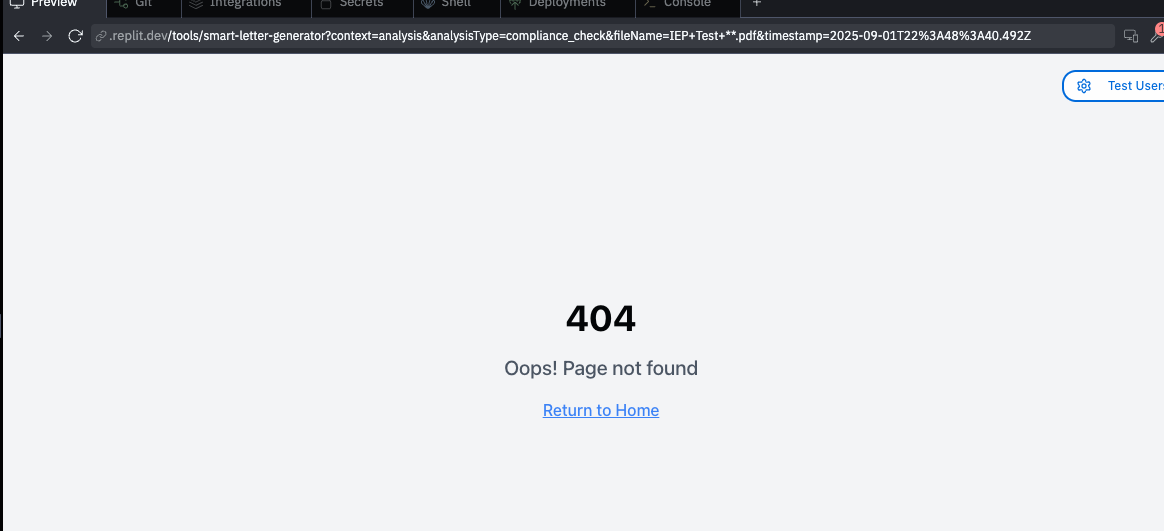 Preview Git Integrations Secrets Shell Deployments Console +
.replit.dev/tools/smart-letter-generator?context=analysis&analysisType=compliance_check&fileName=IEP+Test+**.pdf&timestamp=2025-09-01T22%3A48%3A40.492Z 1
Test Users
404
Oops! Page not found
Return to Home